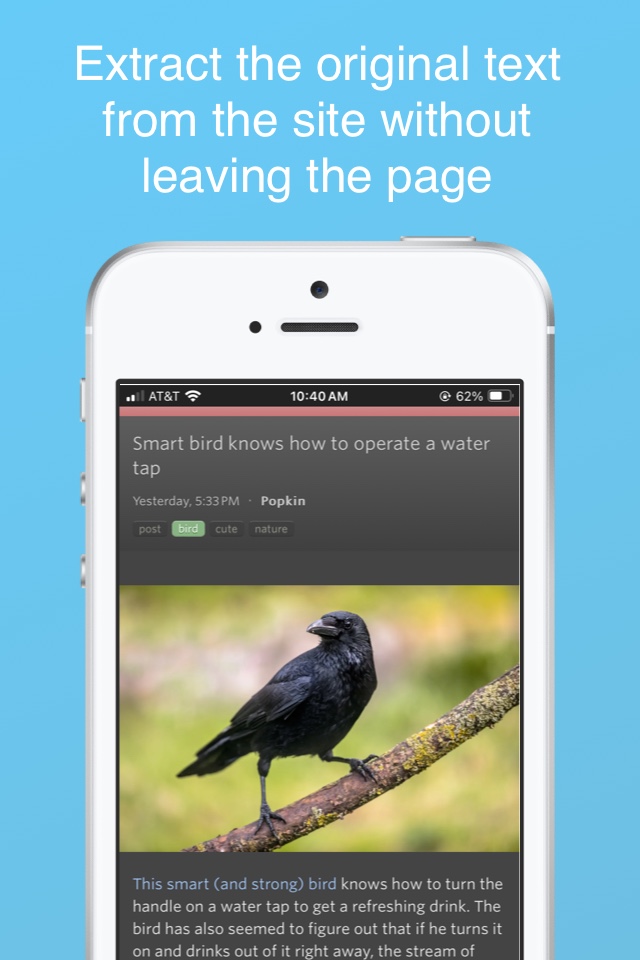 Extract the original text
from the site without
leaving the page
AT&T 10:40 AM 62%
Smart bird knows how to operate a water
tap
Yesterday, 5:33 PM · Popkin
post bird cute nature
This smart (and strong) bird knows how to turn the
handle on a water tap to get a refreshing drink. The
bird has also seemed to figure out that if he turns it
on and drinks out of it right away, the stream of